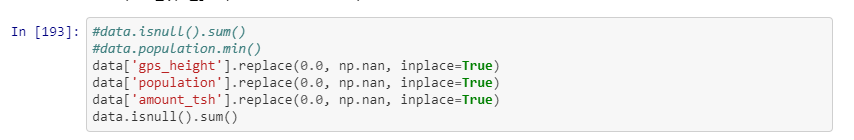 In [193]: #data.isnull().sum()
#data.population.min()
data['gps_height'].replace(0.0, np.nan, inplace=True)
data['population'].replace(0.0, np.nan, inplace=True)
data['amount_tsh'].replace(0.0, np.nan, inplace=True)
data.isnull().sum()